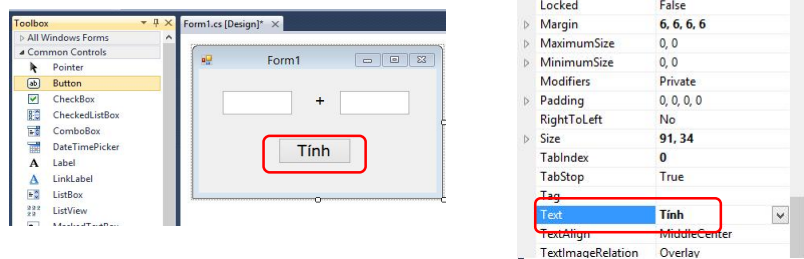 Toolbox
Form1.cs [Design]*
All Windows Forms
Common Controls
Pointer
Button
CheckBox
CheckedListBox
ComboBox
DateTimePicker
Label
LinkLabel
ListBox
ListView
MaskedTextBox
Form1
+
Tính
Locked False
Margin 6, 6, 6, 6
MaximumSize 0, 0
MinimumSize 0, 0
Modifiers Private
Padding 0, 0, 0, 0
RightToLeft No
Size 91, 34
TabIndex 0
TabStop True
Tag
Text Tính
TextAlign MiddleCenter
TextImageRelation Overlay